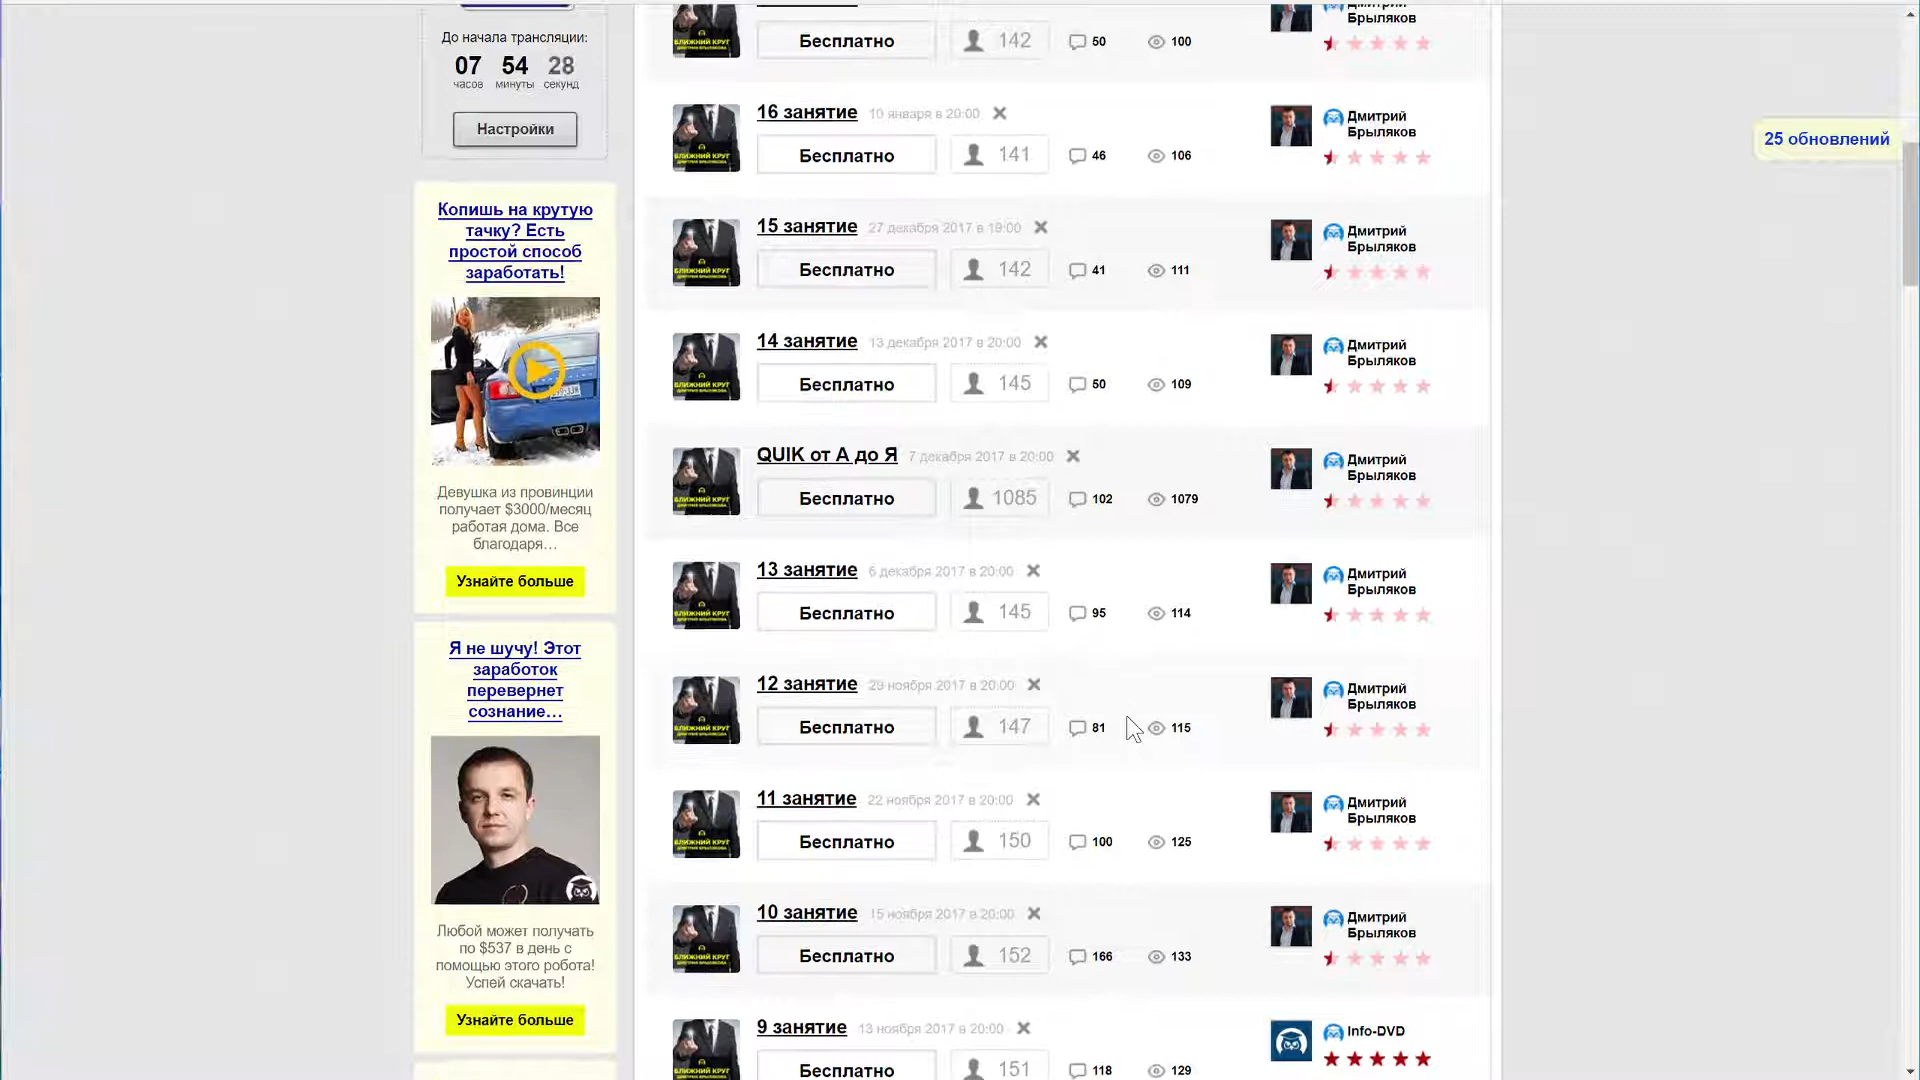 До начала трансляции:
07 54 28
часов минуты секунд
Настройки
Копишь на крутую
тачку? Есть
простой способ
заработать!
Девушка из провинции
получает $3000/месяц
работая дома. Все
благодаря…
Узнайте больше
Я не шучу! Этот
заработок
перевернет
сознание…
Любой может получать
по $537 в день с
помощью этого робота!
Успей скачать!
Узнайте больше
Дмитрий
Брыляков
Бесплатно 142 50 100
16 занятие 10 января в 20:00
Бесплатно 141 46 106
Дмитрий
Брыляков
15 занятие 27 декабря 2017 в 19:00
Бесплатно 142 41 111
Дмитрий
Брыляков
14 занятие 13 декабря 2017 в 20:00
Бесплатно 145 50 109
Дмитрий
Брыляков
QUIK от А до Я 7 декабря 2017 в 20:00
Бесплатно 1085 102 1079
Дмитрий
Брыляков
13 занятие 6 декабря 2017 в 20:00
Бесплатно 145 95 114
Дмитрий
Брыляков
12 занятие 29 ноября 2017 в 20:00
Бесплатно 147 81 115
Дмитрий
Брыляков
11 занятие 22 ноября 2017 в 20:00
Бесплатно 150 100 125
Дмитрий
Брыляков
10 занятие 15 ноября 2017 в 20:00
Бесплатно 152 166 133
Дмитрий
Брыляков
9 занятие 13 ноября 2017 в 20:00
Бесплатно 151 118 129
Info-DVD
25 обновлений